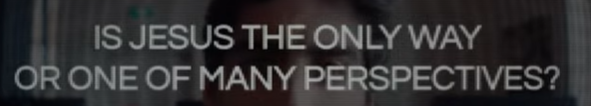 IS JESUS THE ONLY WAY
OR ONE OF MANY PERSPECTIVES?